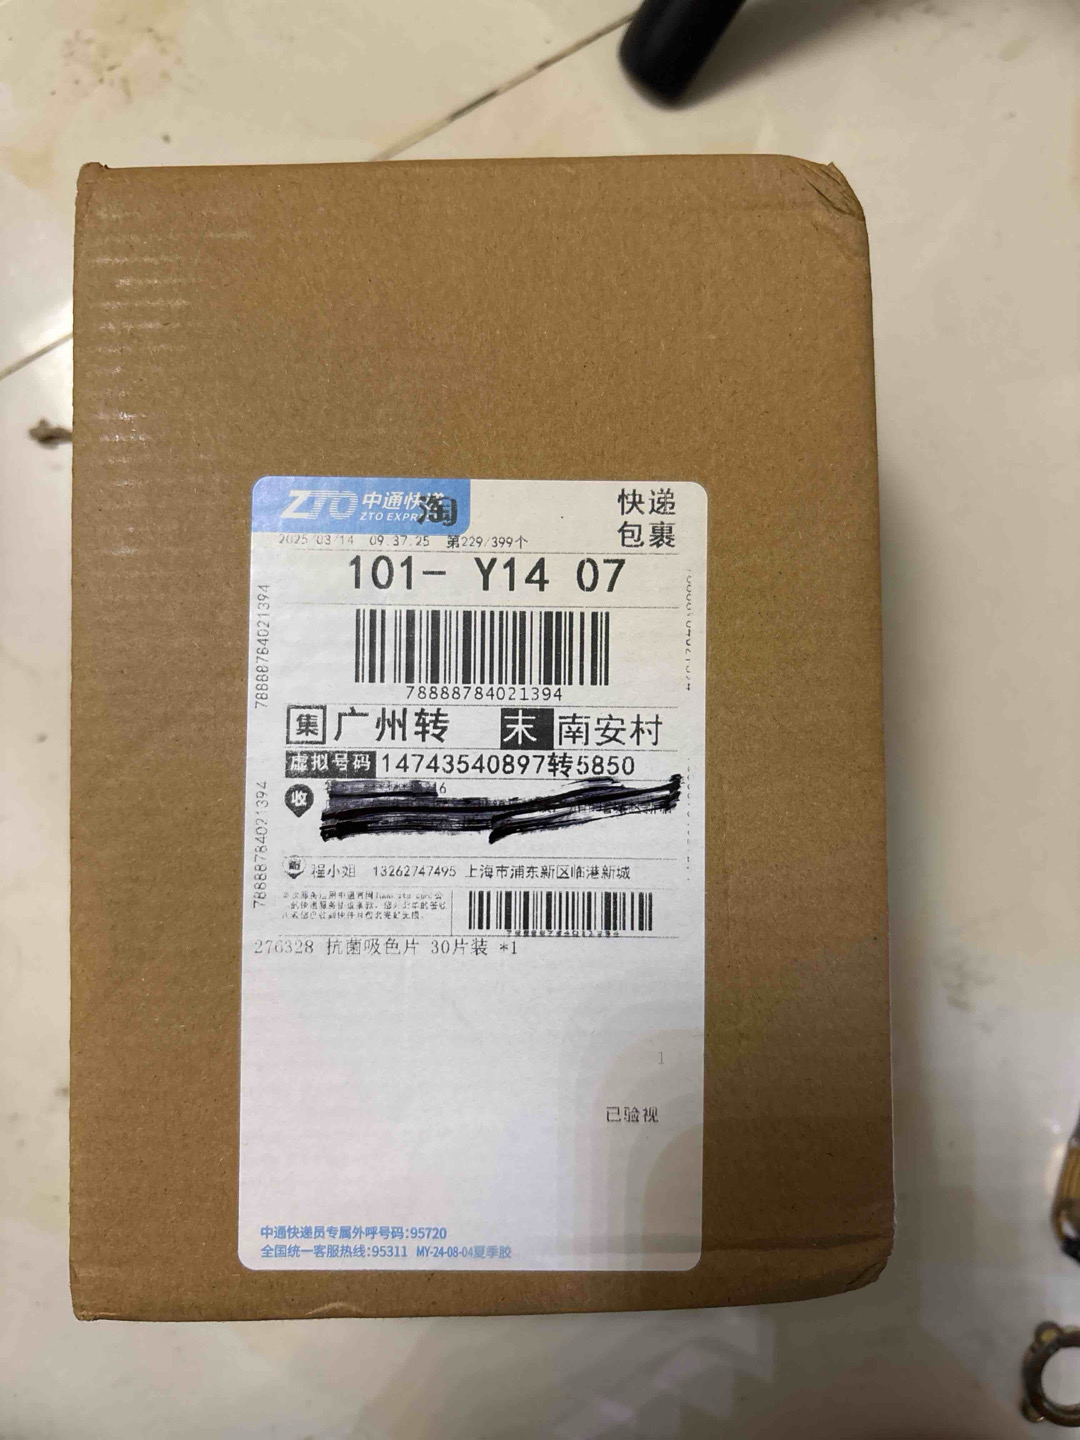 ZTO 中通快递
ZTO EXPR
淘
快递
包裹
2025/03/14 09:37:25 第229/399个
101- Y14 07
78888784021394
集 广州转 末 南安村
虚拟号码 14743540897转5850
收
程小姐 13262747495 上海市浦东新区临港新城
276328 抗菌吸色片 30片装 *1
1
已验视
中通快递员专属外呼号码:95720
全国统一客服热线:95311 MY-24-08-04夏季胶
78888784021394
78888784021394